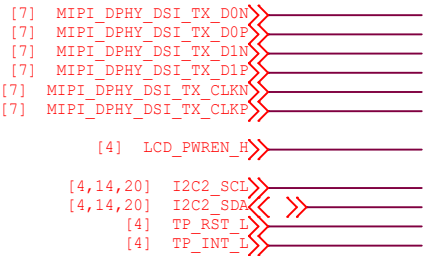 [7] MIPI_DPHY_DSI_TX_D0N
[7] MIPI_DPHY_DSI_TX_D0P
[7] MIPI_DPHY_DSI_TX_D1N
[7] MIPI_DPHY_DSI_TX_D1P
[7] MIPI_DPHY_DSI_TX_CLKN
[7] MIPI_DPHY_DSI_TX_CLKP
[4] LCD_PWREN_H
[4,14,20] I2C2_SCL
[4,14,20] I2C2_SDA
[4] TP_RST_L
[4] TP_INT_L